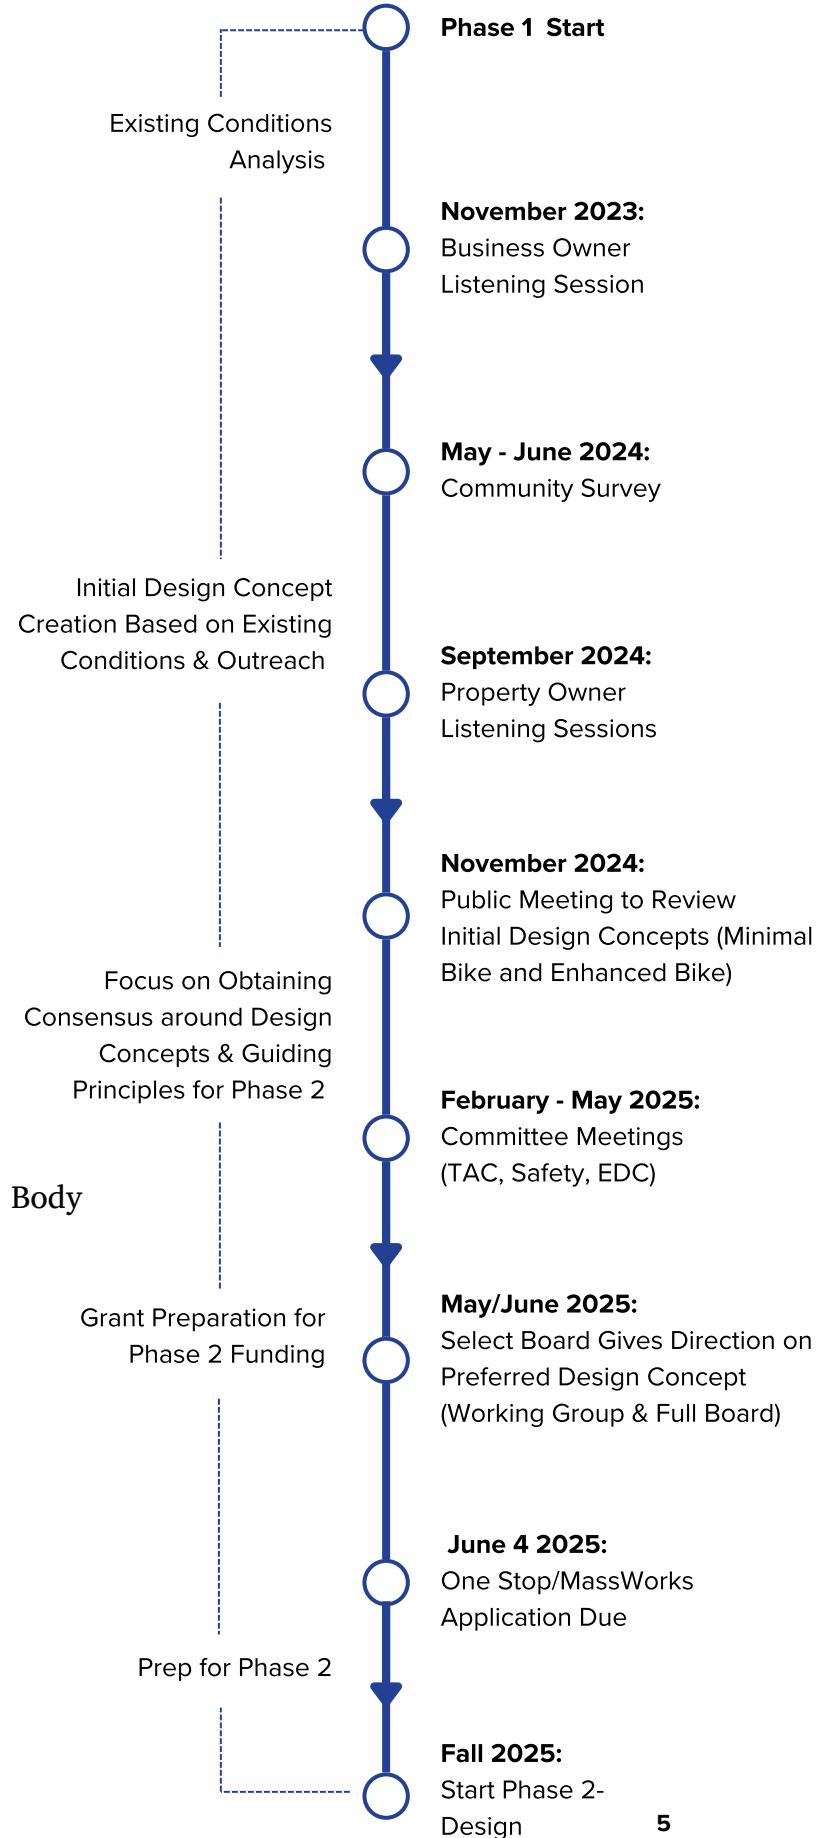 Phase 1  Start
Existing Conditions
Analysis
November 2023:
Business Owner
Listening Session
May - June 2024:
Community Survey
Initial Design Concept
Creation Based on Existing
Conditions & Outreach
September 2024:
Property Owner
Listening Sessions
November 2024:
Public Meeting to Review
Initial Design Concepts (Minimal
Bike and Enhanced Bike)
Focus on Obtaining
Consensus around Design
Concepts & Guiding
Principles for Phase 2
February - May 2025:
Committee Meetings
(TAC, Safety, EDC)
Body
Grant Preparation for
Phase 2 Funding
May/June 2025:
Select Board Gives Direction on
Preferred Design Concept
(Working Group & Full Board)
June 4 2025:
One Stop/MassWorks
Application Due
Prep for Phase 2
Fall 2025:
Start Phase 2-
Design
5